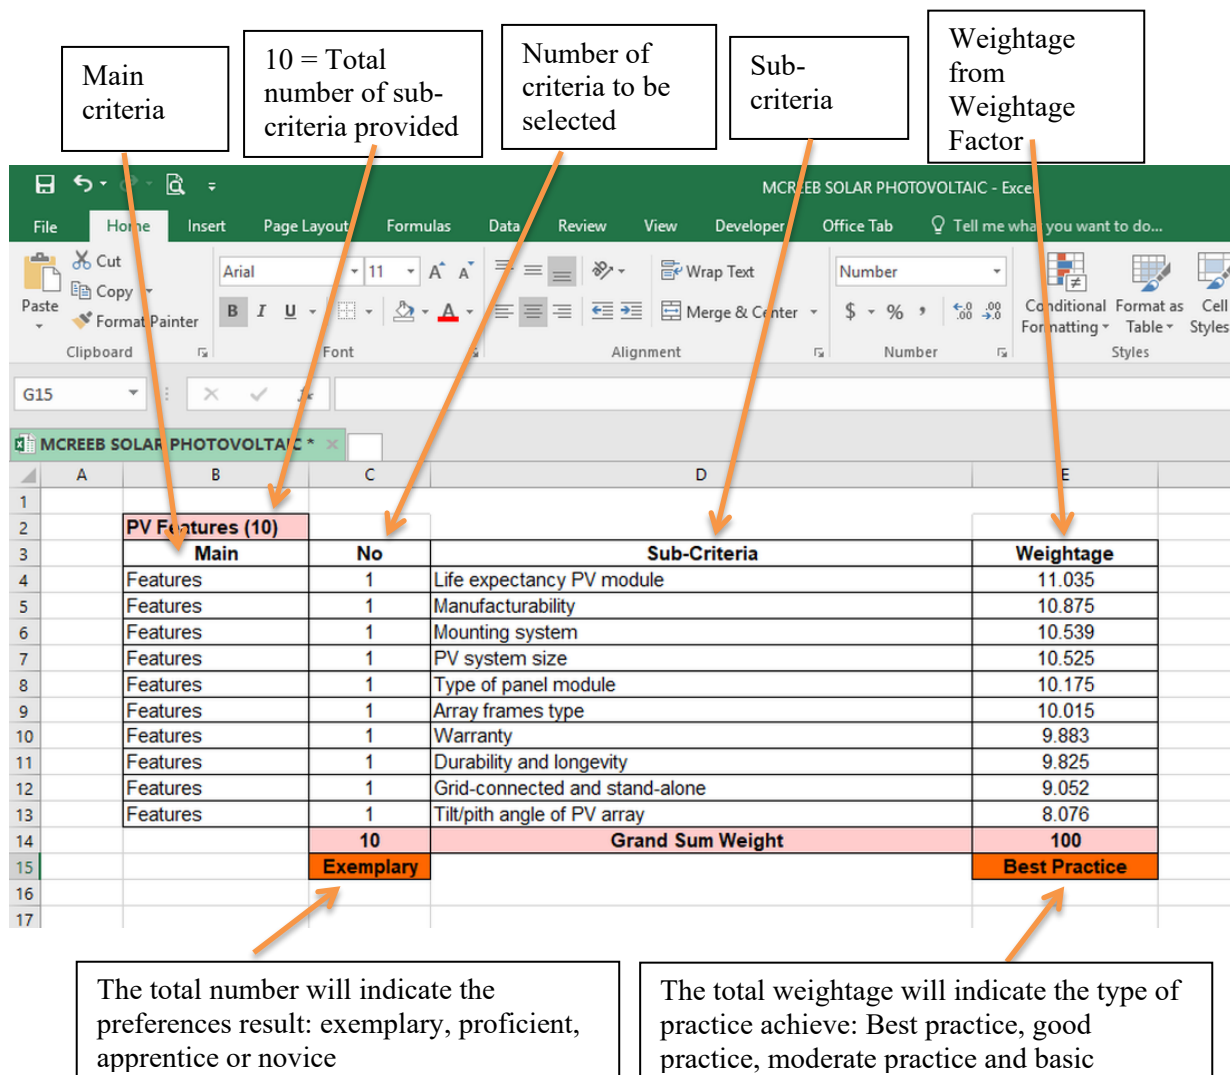 Main
criteria
10 = Total
number of sub-
criteria provided
Number of
criteria to be
selected
Sub-
criteria
Weightage
from
Weightage
Factor
MCREEB SOLAR PHOTOVOLTAIC - Excel
File Home Insert Page Layout Formulas Data Review View Developer Office Tab Tell me what you want to do...
Cut
Copy
Format Painter
Paste
Clipboard
Arial 11 A A
B I U A
Font
Wrap Text
Merge & Center
Alignment
Number
$ % , .0 .00 .00 .0
Number
Conditional Formatting
Format as Table
Cell Styles
Styles
G15
MCREEB SOLAR PHOTOVOLTAIC *
A B C D E
1
2 PV Features (10)
3 Main No Sub-Criteria Weightage
4 Features 1 Life expectancy PV module 11.035
5 Features 1 Manufacturability 10.875
6 Features 1 Mounting system 10.539
7 Features 1 PV system size 10.525
8 Features 1 Type of panel module 10.175
9 Features 1 Array frames type 10.015
10 Features 1 Warranty 9.883
11 Features 1 Durability and longevity 9.825
12 Features 1 Grid-connected and stand-alone 9.052
13 Features 1 Tilt/pith angle of PV array 8.076
14 10 Grand Sum Weight 100
15 Exemplary Best Practice
16
17
The total number will indicate the
preferences result: exemplary, proficient,
apprentice or novice
The total weightage will indicate the type of
practice achieve: Best practice, good
practice, moderate practice and basic